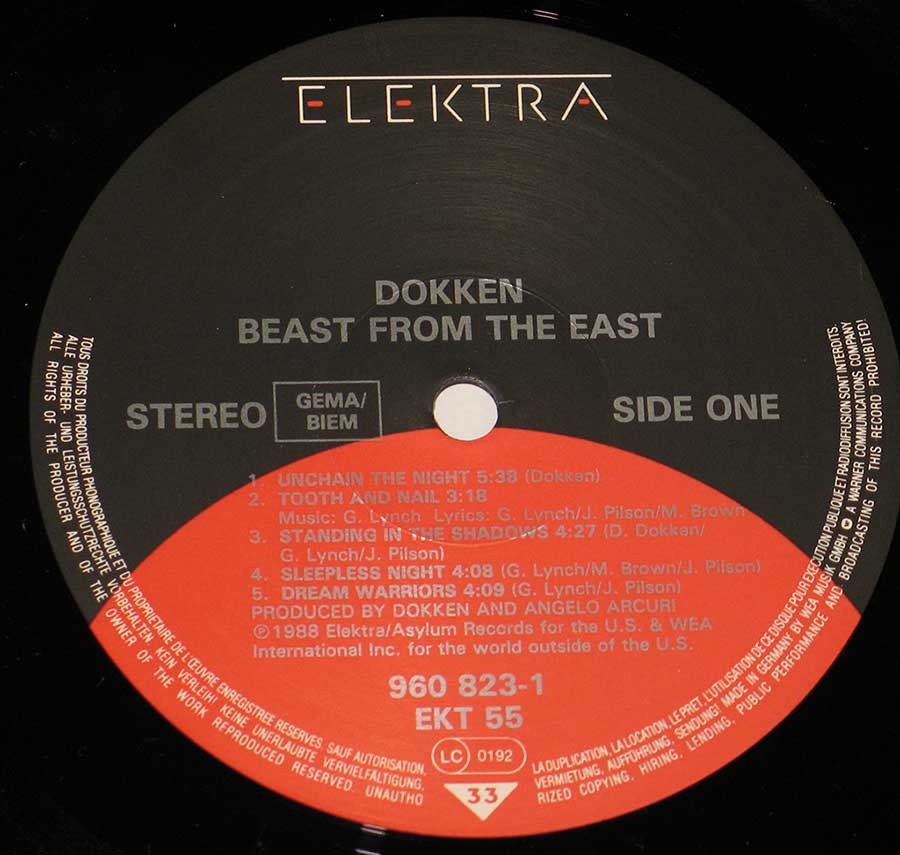 ELEKTRA
DOKKEN
BEAST FROM THE EAST
STEREO
GEMA/
BIEM
SIDE ONE
1. UNCHAIN THE NIGHT 5:38 (Dokken)
2. TOOTH AND NAIL 3:18
Music: G. Lynch Lyrics: G. Lynch/J. Pilson/M. Brown
3. STANDING IN THE SHADOWS 4:27 (D. Dokken/
G. Lynch/J. Pilson)
4. SLEEPLESS NIGHT 4:08 (G. Lynch/M. Brown/J. Pilson)
5. DREAM WARRIORS 4:09 (G. Lynch/J. Pilson)
PRODUCED BY DOKKEN AND ANGELO ARCURI
℗1988 Elektra/Asylum Records for the U.S. & WEA
International Inc. for the world outside of the U.S.
960 823-1
EKT 55
LC 0192
33
TOUS DROITS DU PRODUCTEUR PHONOGRAPHIQUE ET DU PROPRIETAIRE DE L'ŒUVRE ENREGISTREE RESERVES SAUF AUTORISATION, LA DUPLICATION, LA LOCATION, LE PRET, L'UTILISATION DE CE DISQUE POUR EXECUTION PUBLIQUE ET RADIODIFFUSION SONT INTERDITS.
ALLE URHEBER- UND LEISTUNGSSCHUTZRECHTE VORBEHALTEN KEIN VERLEIH! KEINE UNERLAUBTE VERVIELFÄLTIGUNG, VERMIETUNG, AUFFÜHRUNG, SENDUNG! MADE IN GERMANY BY WEA MUSIK GMBH A WARNER COMMUNICATIONS COMPANY
ALL RIGHTS OF THE PRODUCER AND OF THE OWNER OF THE WORK REPRODUCED RESERVED. UNAUTHORIZED COPYING, HIRING, LENDING, PUBLIC PERFORMANCE AND BROADCASTING OF THIS RECORD PROHIBITED!